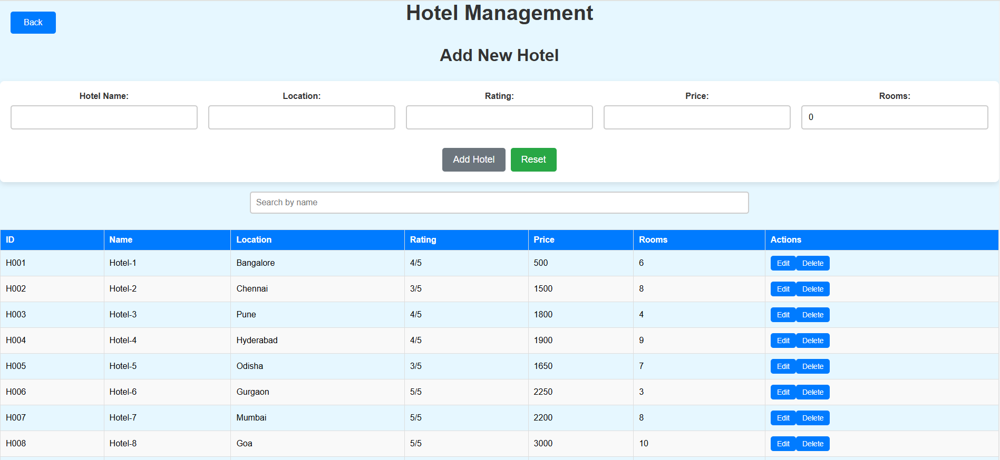 Back
Hotel Management
Add New Hotel
Hotel Name: Location: Rating: Price: Rooms:
0
Add Hotel Reset
Search by name
ID Name Location Rating Price Rooms Actions
H001 Hotel-1 Bangalore 4/5 500 6 Edit Delete
H002 Hotel-2 Chennai 3/5 1500 8 Edit Delete
H003 Hotel-3 Pune 4/5 1800 4 Edit Delete
H004 Hotel-4 Hyderabad 4/5 1900 9 Edit Delete
H005 Hotel-5 Odisha 3/5 1650 7 Edit Delete
H006 Hotel-6 Gurgaon 5/5 2250 3 Edit Delete
H007 Hotel-7 Mumbai 5/5 2200 8 Edit Delete
H008 Hotel-8 Goa 5/5 3000 10 Edit Delete